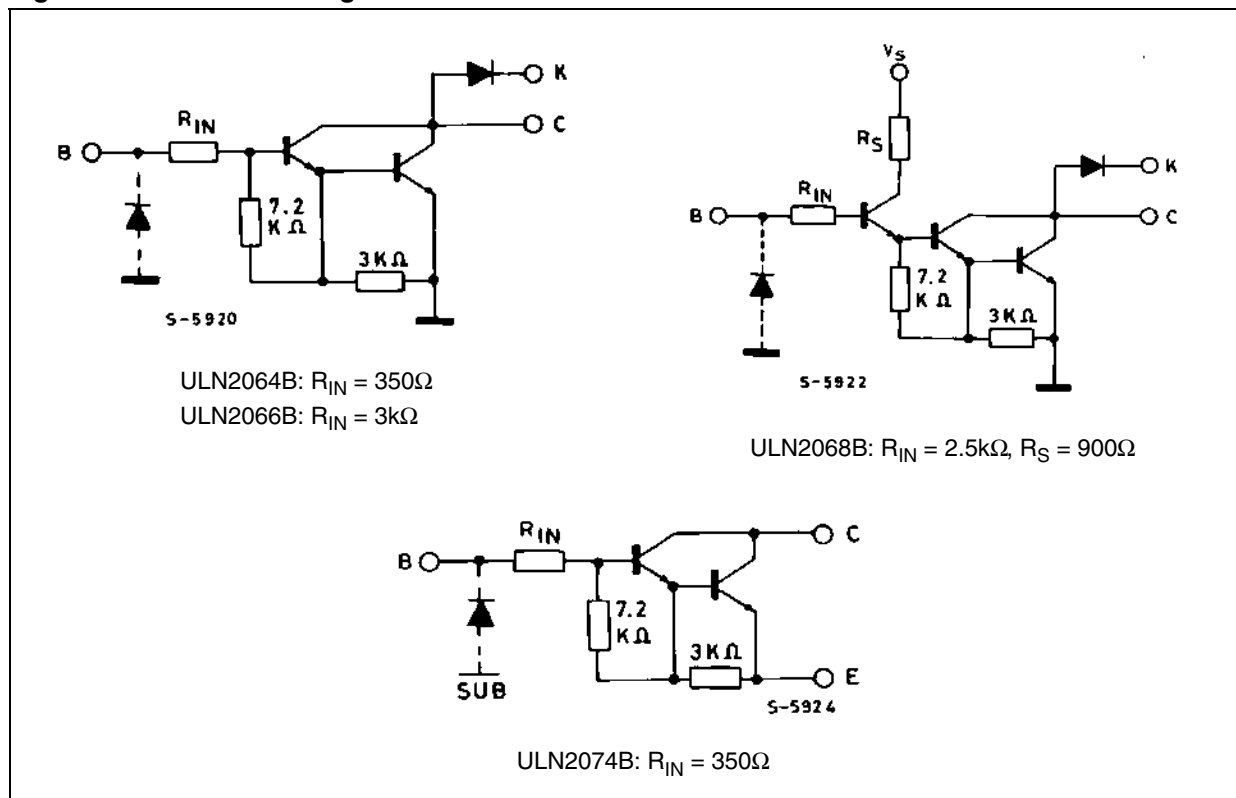 K
R_IN
C
B
7.2
KΩ
3KΩ
S-5920
ULN2064B: R_IN = 350Ω
ULN2066B: R_IN = 3kΩ
V_S
R_S
K
R_IN
B
C
7.2
KΩ
3KΩ
S-5922
ULN2068B: R_IN = 2.5kΩ, R_S = 900Ω
R_IN
C
B
7.2
KΩ
3KΩ
SUB
E
S-5924
ULN2074B: R_IN = 350Ω